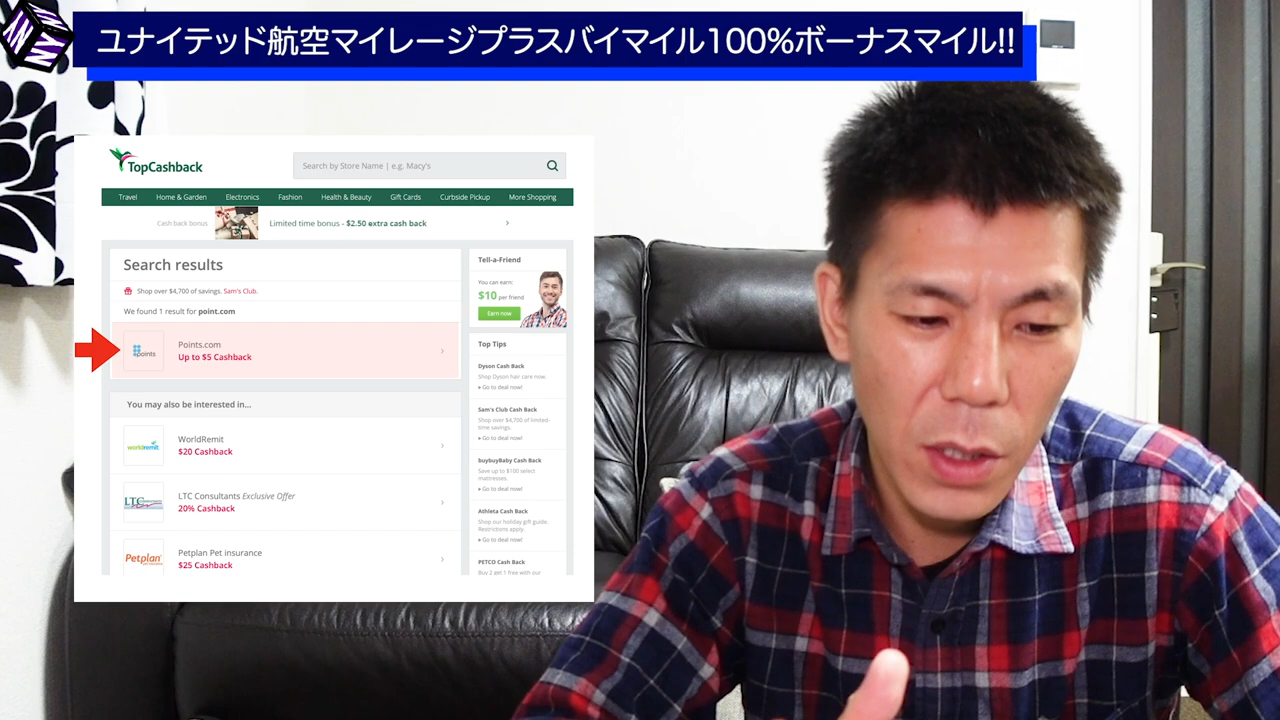 ユナイテッド航空マイレージプラスバイマイル100%ボーナスマイル!!
TopCashback
Search by Store Name | e.g. Macy's
Travel Home & Garden Electronics Fashion Health & Beauty Gift Cards Curbside Pickup More Shopping
Cash back bonus Limited time bonus - $2.50 extra cash back
Search results
Shop over $4,700 of savings. Sam's Club.
We found 1 result for point.com
points
Points.com
Up to $5 Cashback
You may also be interested in...
worldremit
WorldRemit
$20 Cashback
LTC
LTC Consultants Exclusive Offer
20% Cashback
Petplan
Petplan Pet insurance
$25 Cashback
Tell-a-Friend
You can earn:
$10 per friend
Earn now
Top Tips
Dyson Cash Back
Shop Dyson hair care now.
Go to deal now!
Sam's Club Cash Back
Shop over $4,700 of limited-
time savings.
Go to deal now!
buybuyBaby Cash Back
Save up to $100 select
mattresses.
Go to deal now!
Athleta Cash Back
Shop our holiday gift guide.
Restrictions apply.
Go to deal now!
PETCO Cash Back
Buy 2 get 1 free with our